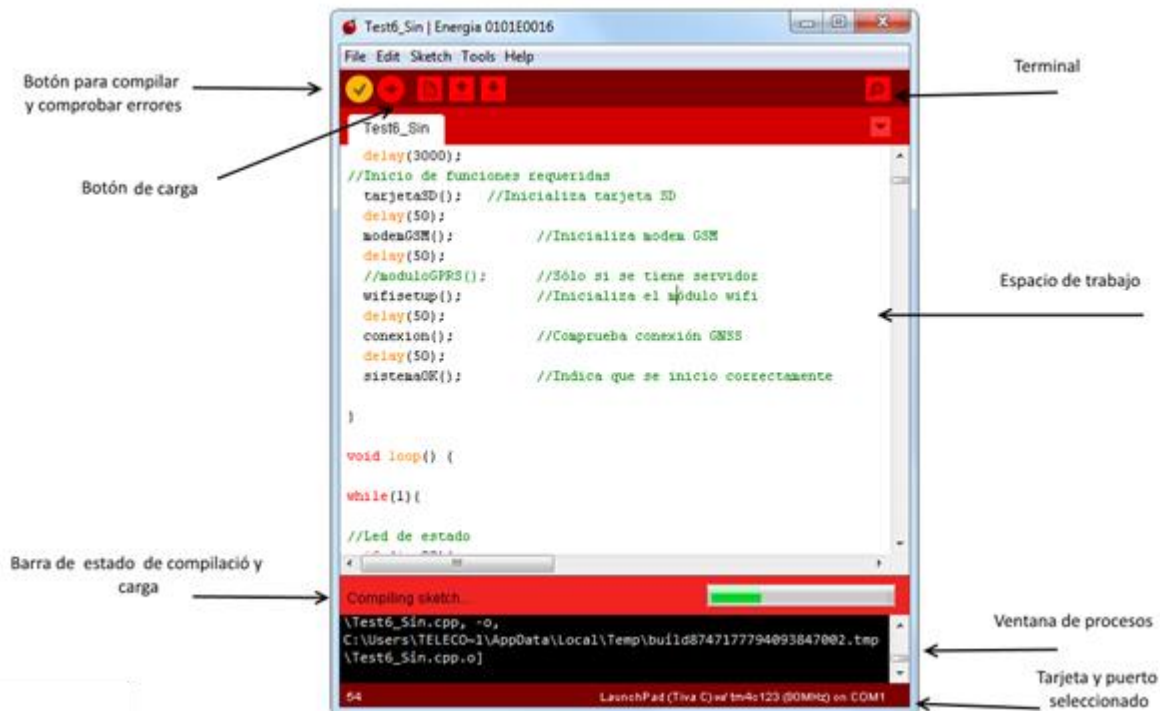 Test6_Sin | Energia 0101E0016
File Edit Sketch Tools Help
Botón para compilar
y comprobar errores
Terminal
Test6_Sin
Botón de carga
delay(3000);
//Inicio de funciones requeridas
tarjetaSD(); //Inicializa tarjeta SD
delay(50);
modemGSM(); //Inicializa modem GSM
delay(50);
//moduloGPRS(); //Sólo si se tiene servidor
wifisetup(); //Inicializa el módulo wifi
delay(50);
conexion(); //Comprueba conexión GNSS
delay(50);
sistemaOK(); //Indica que se inicio correctamente
}
void loop() {
while(1){
//Led de estado
Espacio de trabajo
Barra de estado de compilació y
carga
Compiling sketch...
\Test6_Sin.cpp, -o,
C:\Users\TELECO~1\AppData\Local\Temp\build8747177794093847002.tmp
\Test6_Sin.cpp.o]
Ventana de procesos
54
LaunchPad (Tiva C) w/ tm4c123 (80MHz) on COM1
Tarjeta y puerto
seleccionado